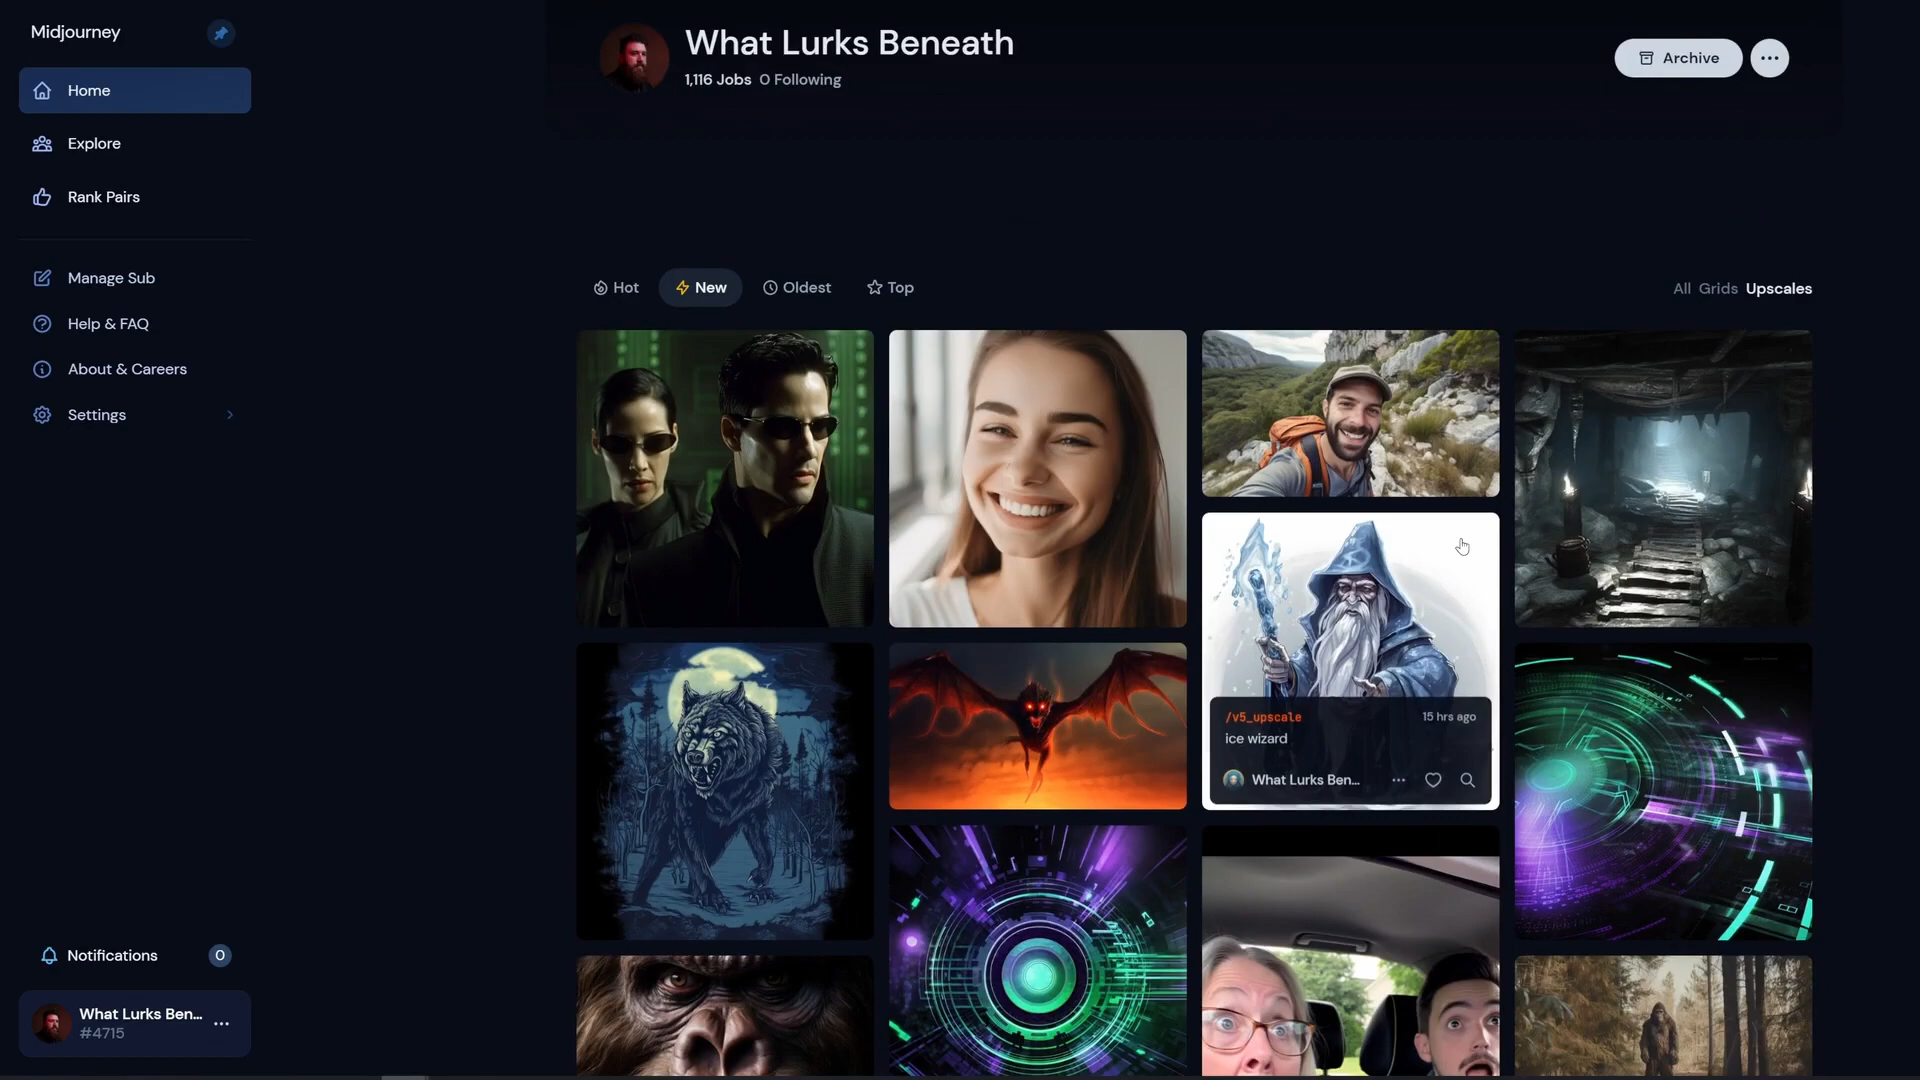 Midjourney
Home
Explore
Rank Pairs
Manage Sub
Help & FAQ
About & Careers
Settings
Notifications 0
What Lurks Ben...
#4715
What Lurks Beneath
1,116 Jobs 0 Following
Archive
Hot New Oldest Top
All Grids Upscales
/v5_upscale 15 hrs ago
ice wizard
What Lurks Ben...